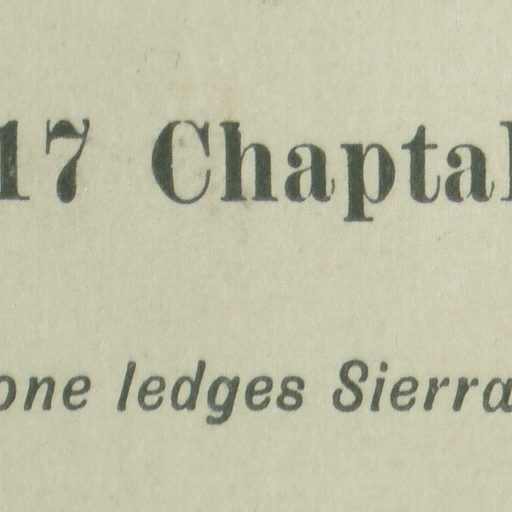 17 Chaptal
one ledges Sierra